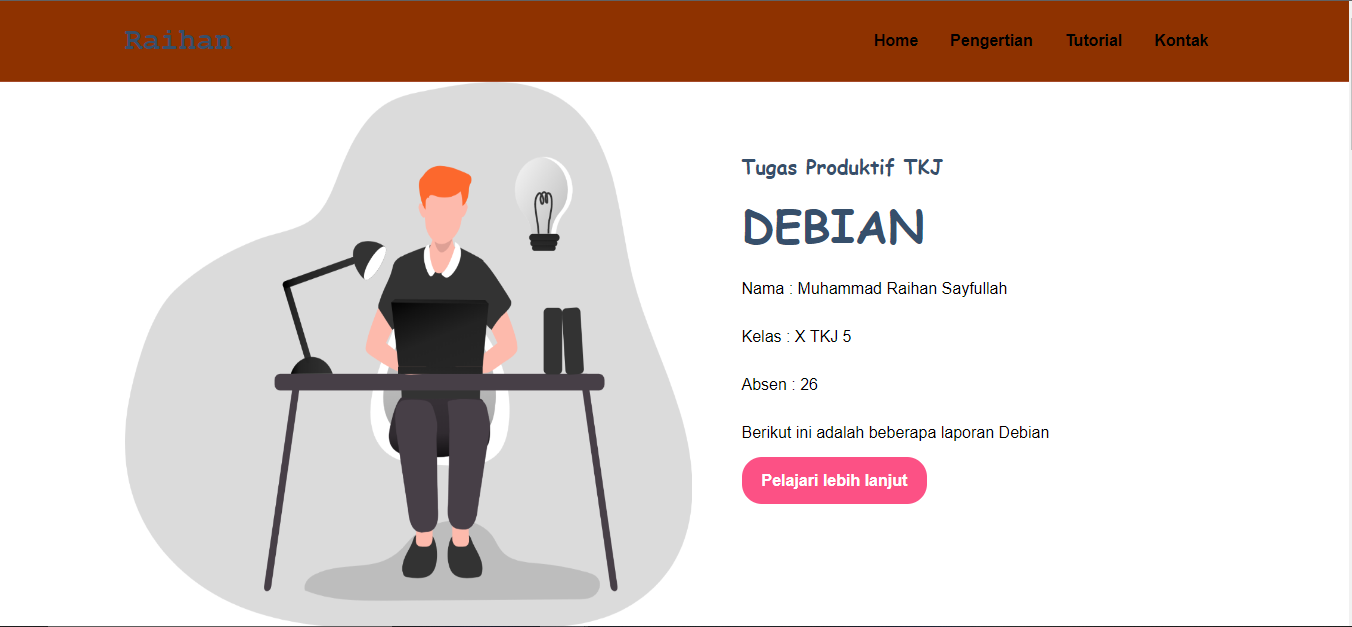 Raihan
Home Pengertian Tutorial Kontak
Tugas Produktif TKJ
DEBIAN
Nama : Muhammad Raihan Sayfullah
Kelas : X TKJ 5
Absen : 26
Berikut ini adalah beberapa laporan Debian
Pelajari lebih lanjut